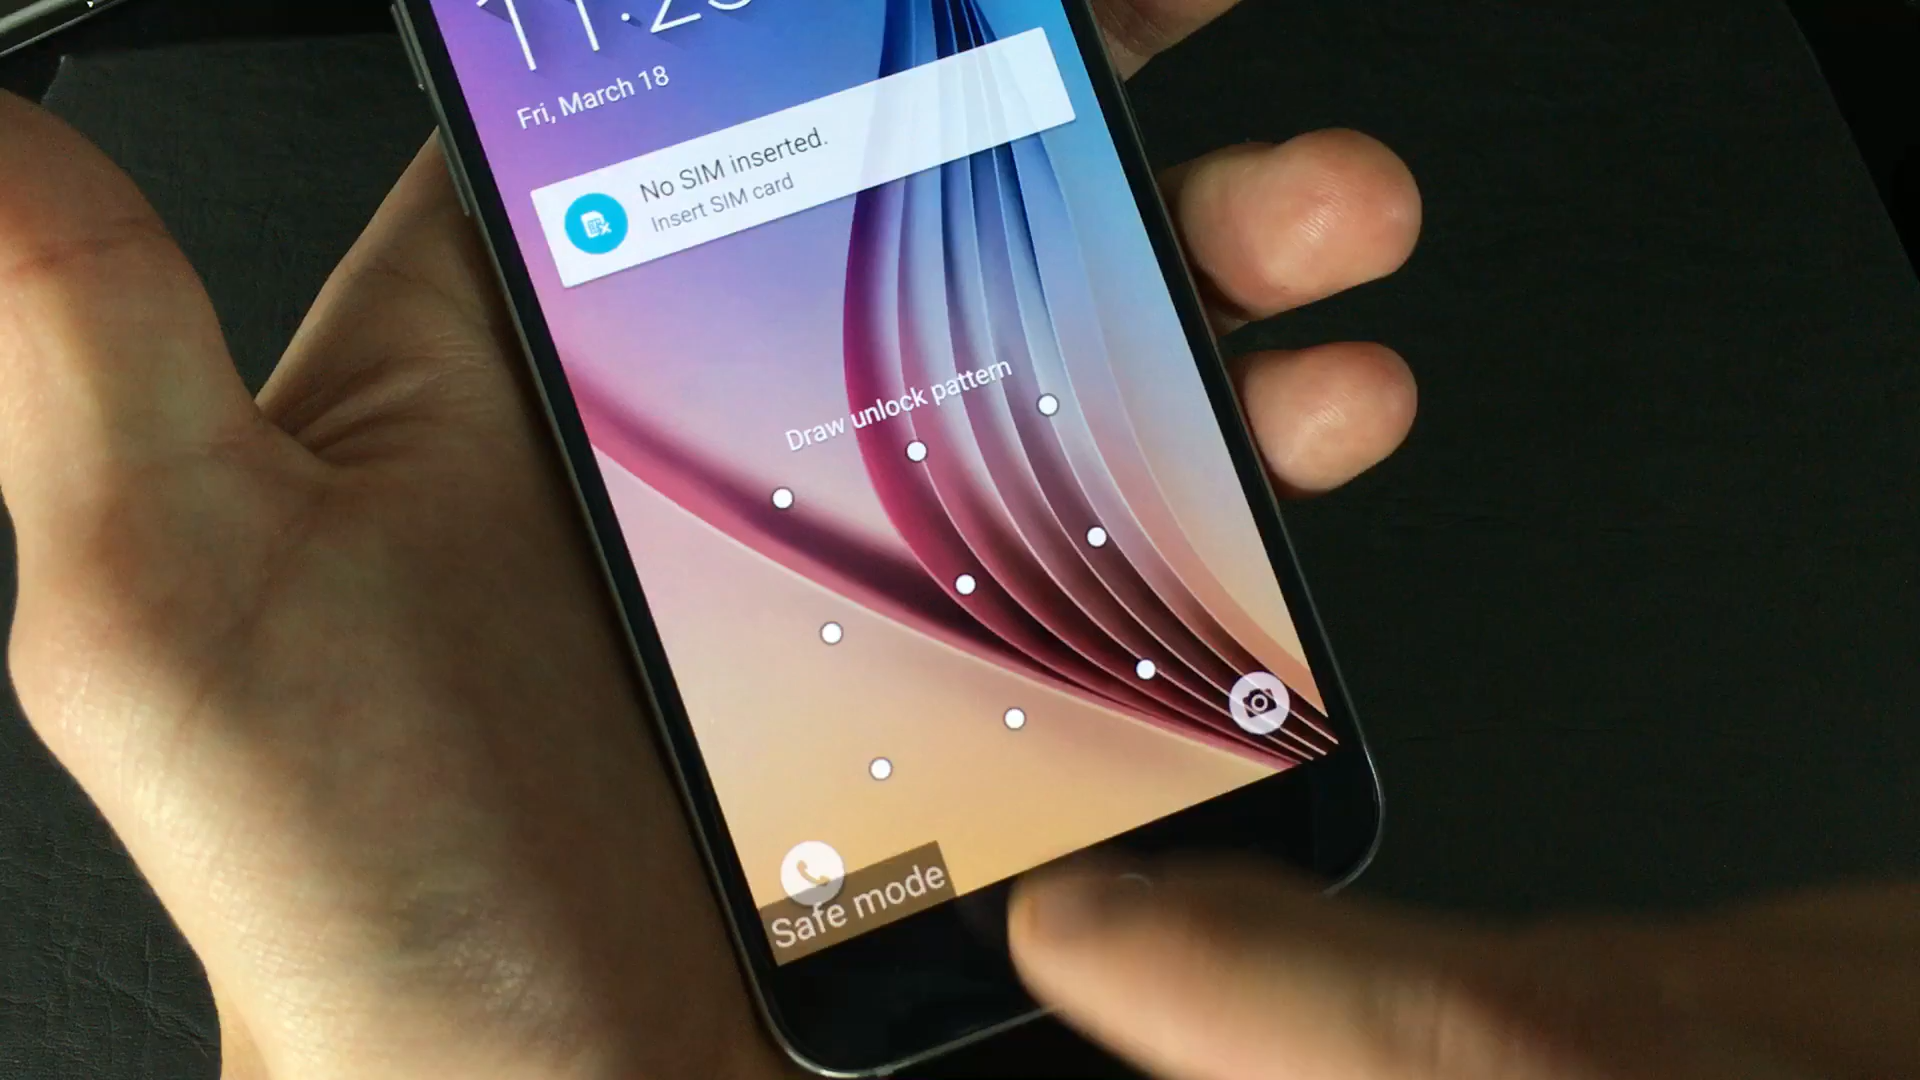 Fri, March 18
No SIM inserted.
Insert SIM card
Draw unlock pattern
Safe mode